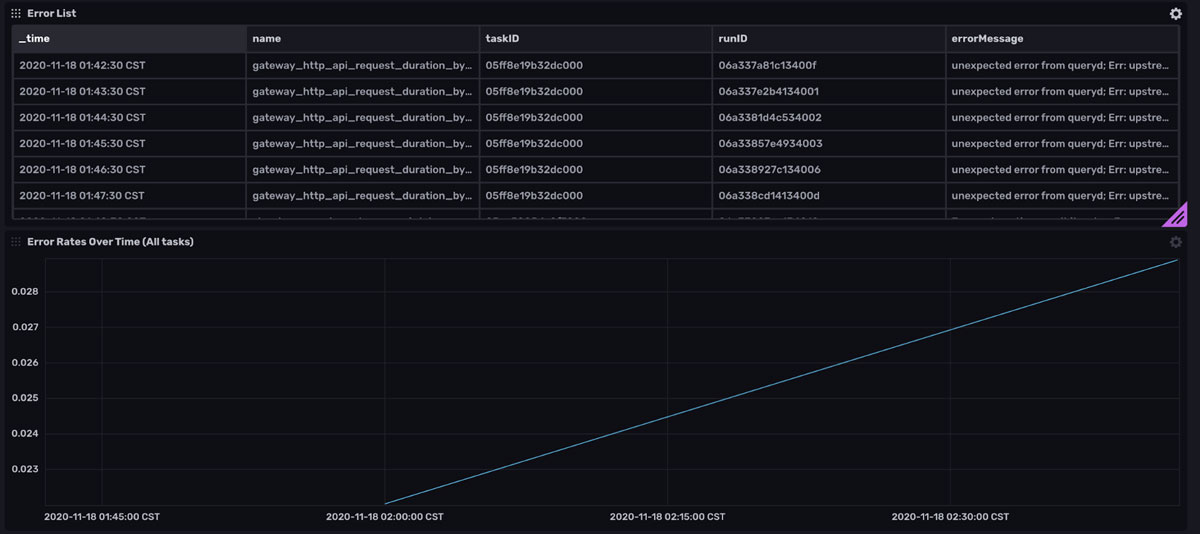 Error List
_time name taskID runID errorMessage
2020-11-18 01:42:30 CST gateway_http_api_request_duration_by... 05ff8e19b32dc000 06a337a81c13400f unexpected error from queryd; Err: upstre...
2020-11-18 01:43:30 CST gateway_http_api_request_duration_by... 05ff8e19b32dc000 06a337e2b4134001 unexpected error from queryd; Err: upstre...
2020-11-18 01:44:30 CST gateway_http_api_request_duration_by... 05ff8e19b32dc000 06a3381d4c534002 unexpected error from queryd; Err: upstre...
2020-11-18 01:45:30 CST gateway_http_api_request_duration_by... 05ff8e19b32dc000 06a33857e4934003 unexpected error from queryd; Err: upstre...
2020-11-18 01:46:30 CST gateway_http_api_request_duration_by... 05ff8e19b32dc000 06a338927c134006 unexpected error from queryd; Err: upstre...
2020-11-18 01:47:30 CST gateway_http_api_request_duration_by... 05ff8e19b32dc000 06a338cd1413400d unexpected error from queryd; Err: upstre...
Error Rates Over Time (All tasks)
0.028
0.027
0.026
0.025
0.024
0.023
2020-11-18 01:45:00 CST 2020-11-18 02:00:00 CST 2020-11-18 02:15:00 CST 2020-11-18 02:30:00 CST